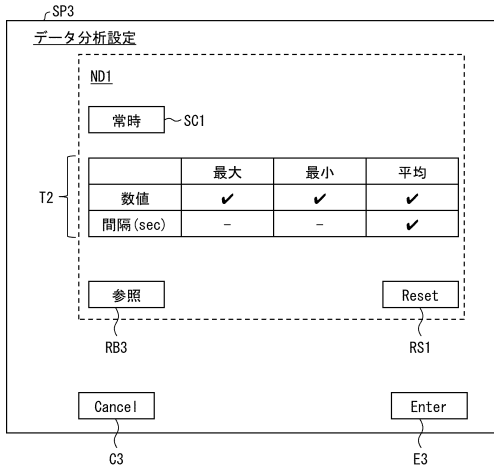 SP3
データ分析設定
ND1
常時 SC1
最大 最小 平均
T2 数値 ✔ ✔ ✔
間隔(sec) － － ✔
参照 Reset
RB3 RS1
Cancel Enter
C3 E3